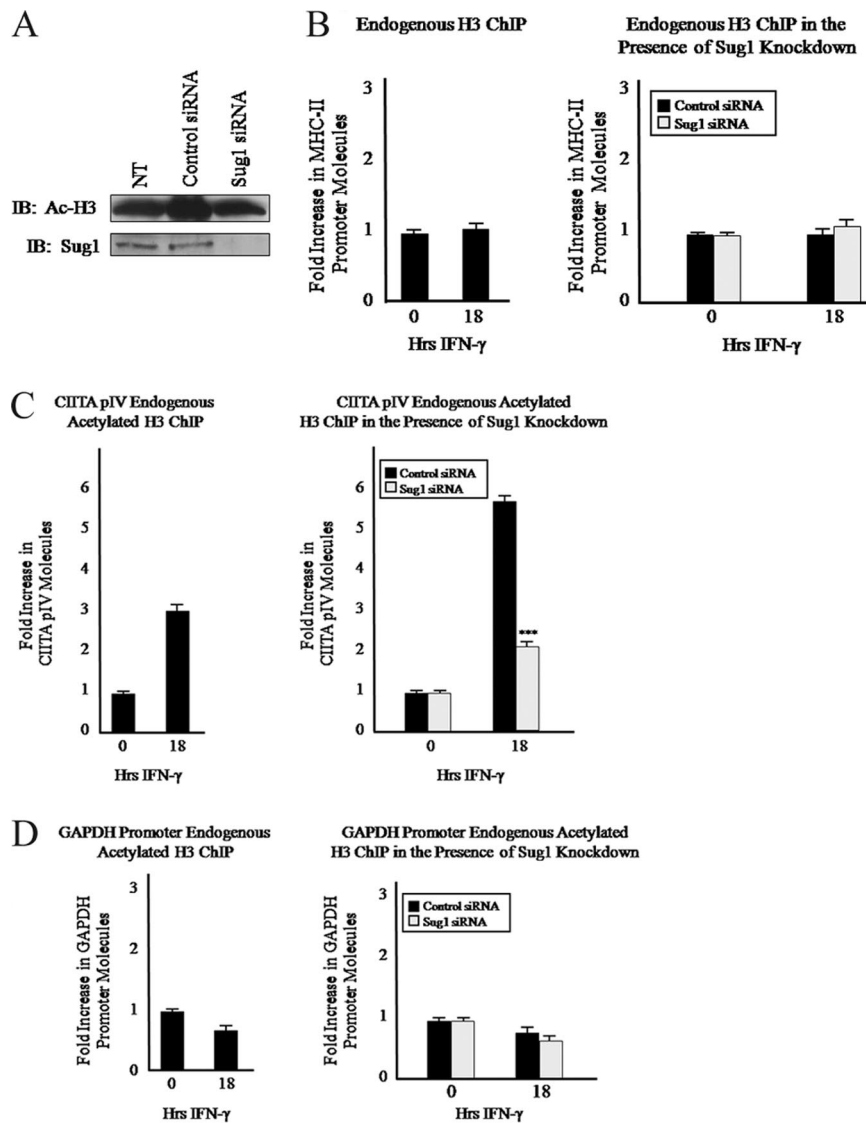 A
NT
Control siRNA
Sug1 siRNA
IB: Ac-H3
IB: Sug1
B
Endogenous H3 ChIP
Fold Increase in MHC-II
Promoter Molecules
3
2
1
0
0 18
Hrs IFN-γ
Endogenous H3 ChIP in the
Presence of Sug1 Knockdown
Fold Increase in MHC-II
Promoter Molecules
3
2
1
0
Control siRNA
Sug1 siRNA
0 18
Hrs IFN-γ
C
CIITA pIV Endogenous
Acetylated H3 ChIP
Fold Increase in
CIITA pIV Molecules
6
5
4
3
2
1
0
0 18
Hrs IFN-γ
CIITA pIV Endogenous Acetylated
H3 ChIP in the Presence of Sug1 Knockdown
Fold Increase in
CIITA pIV Molecules
6
5
4
3
2
1
0
Control siRNA
Sug1 siRNA
***
0 18
Hrs IFN-γ
D
GAPDH Promoter Endogenous
Acetylated H3 ChIP
Fold Increase in GAPDH
Promoter Molecules
3
2
1
0
0 18
Hrs IFN-γ
GAPDH Promoter Endogenous Acetylated
H3 ChIP in the Presence of Sug1 Knockdown
Fold Increase in GAPDH
Promoter Molecules
3
2
1
0
Control siRNA
Sug1 siRNA
0 18
Hrs IFN-γ